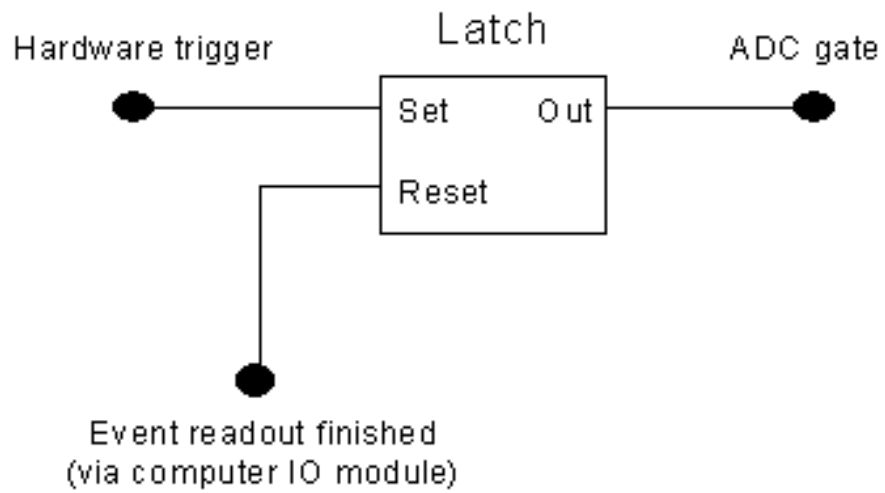 Latch
Hardware trigger
ADC gate
Set
Out
Reset
Event readout finished
(via computer IO module)